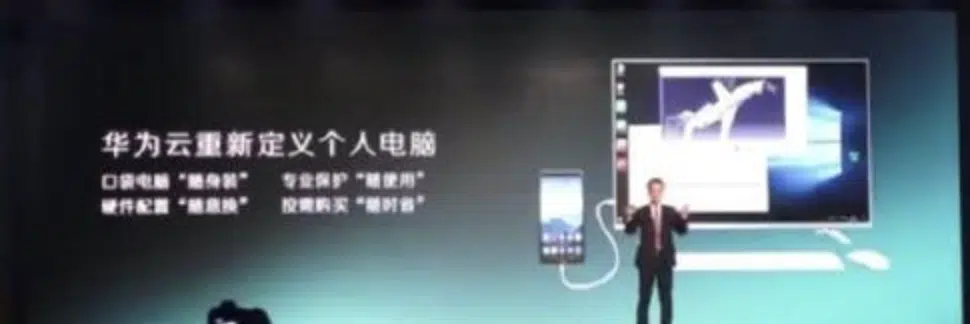 华为云重新定义个人电脑
口袋电脑“随身装” 专业保护“随使用”
硬件配置“随意换” 按需购买“随时省”